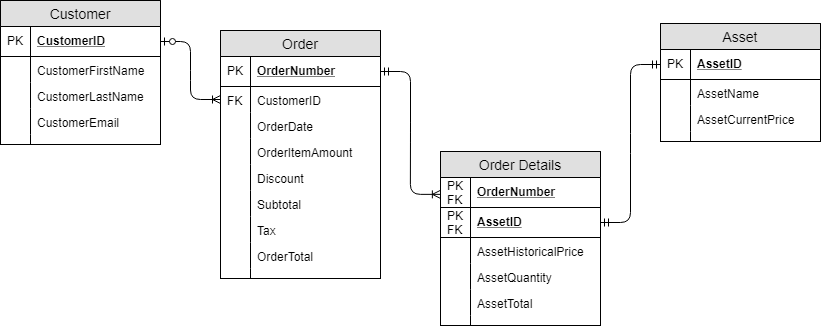 Customer
PK CustomerID
CustomerFirstName
CustomerLastName
CustomerEmail
Order
PK OrderNumber
FK CustomerID
OrderDate
OrderItemAmount
Discount
Subtotal
Tax
OrderTotal
Order Details
PK
FK OrderNumber
PK
FK AssetID
AssetHistoricalPrice
AssetQuantity
AssetTotal
Asset
PK AssetID
AssetName
AssetCurrentPrice